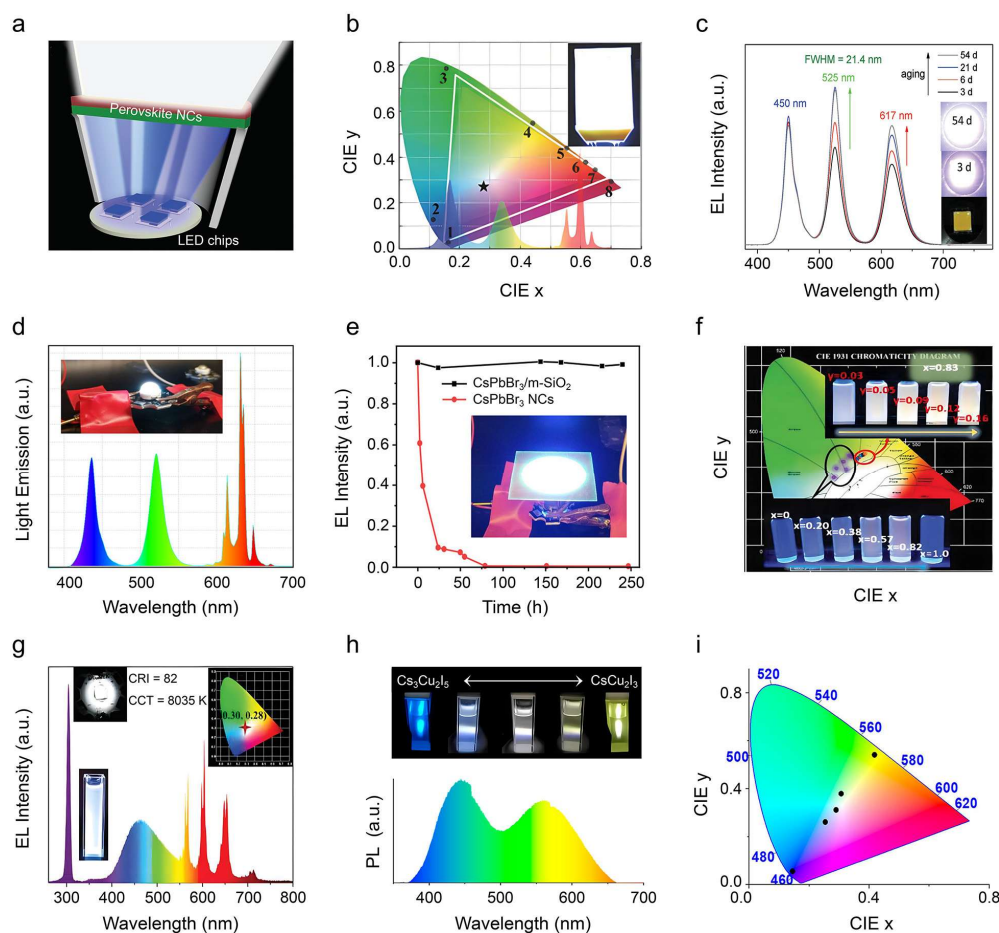 a
Perovskite NCs
LED chips
b
CIE y
0.8
0.6
0.4
0.2
0.0
0.0 0.2 0.4 0.6 0.8
CIE x
3
4
5
6
7
8
2
1
c
EL Intensity (a.u.)
FWHM = 21.4 nm
450 nm
525 nm
617 nm
aging
54 d
21 d
6 d
3 d
54 d
3 d
400 500 600 700
Wavelength (nm)
d
Light Emission (a.u.)
400 500 600 700
Wavelength (nm)
e
EL Intensity (a.u.)
1.0
0.8
0.6
0.4
0.2
0.0
CsPbBr3/m-SiO2
CsPbBr3 NCs
0 50 100 150 200 250
Time (h)
f
CIE y
CIE 1931 CHROMATICITY DIAGRAM
x=0.83
y=0.03
y=0.05
y=0.09
y=0.12
y=0.16
x=0
x=0.20
x=0.38
x=0.57
x=0.82
x=1.0
CIE x
g
EL Intensity (a.u.)
CRI = 82
CCT = 8035 K
0.30, 0.28)
300 400 500 600 700 800
Wavelength (nm)
h
Cs3Cu2I5
CsCu2I3
PL (a.u.)
400 500 600 700
Wavelength (nm)
i
CIE y
0.8
0.4
0.0
520
540
560
580
600
620
500
480
460
0.0 0.4 0.8
CIE x